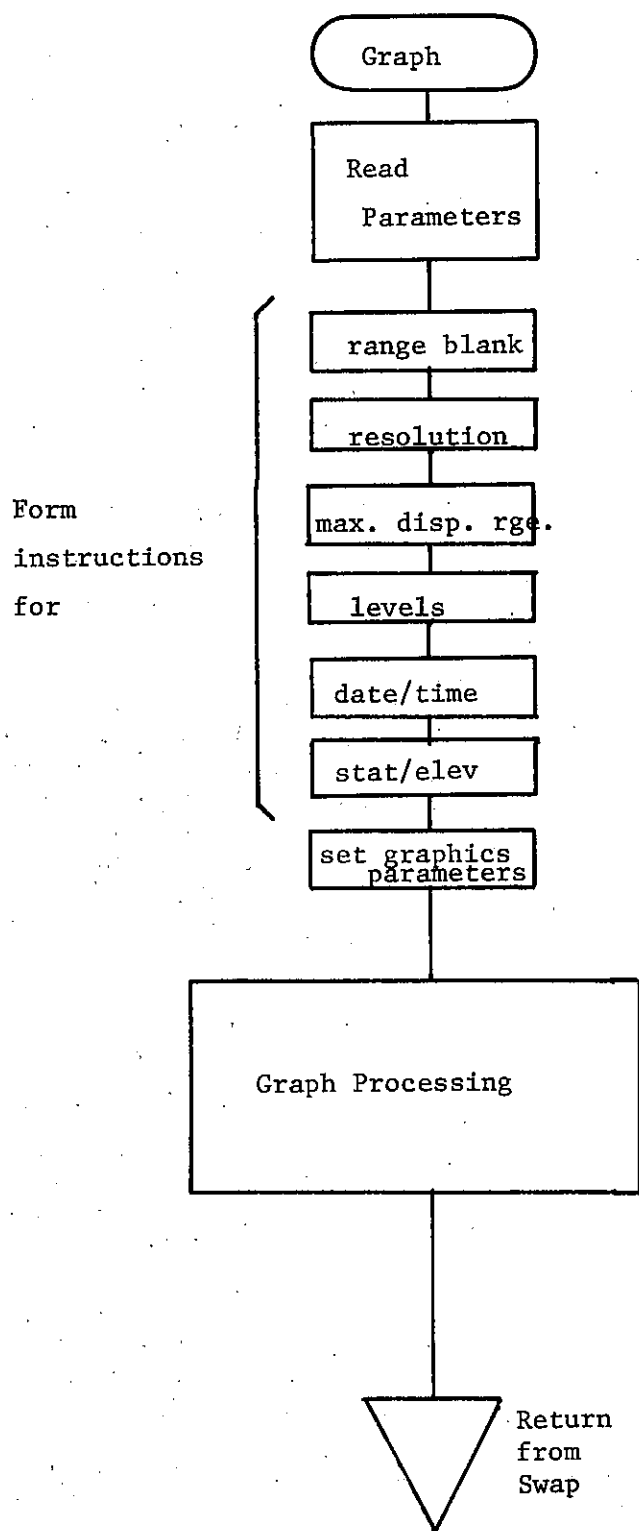 Graph
Read
Parameters
Form
instructions
for
range blank
resolution
max. disp. rge.
levels
date/time
stat/elev
set graphics
parameters
Graph Processing
Return
from
Swap